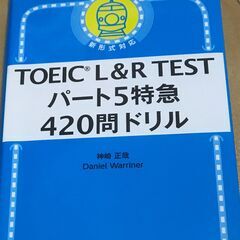 新形式対応
TOEIC® L&R TEST
パート5特急
420問ドリル
神崎 正哉
Daniel Warriner